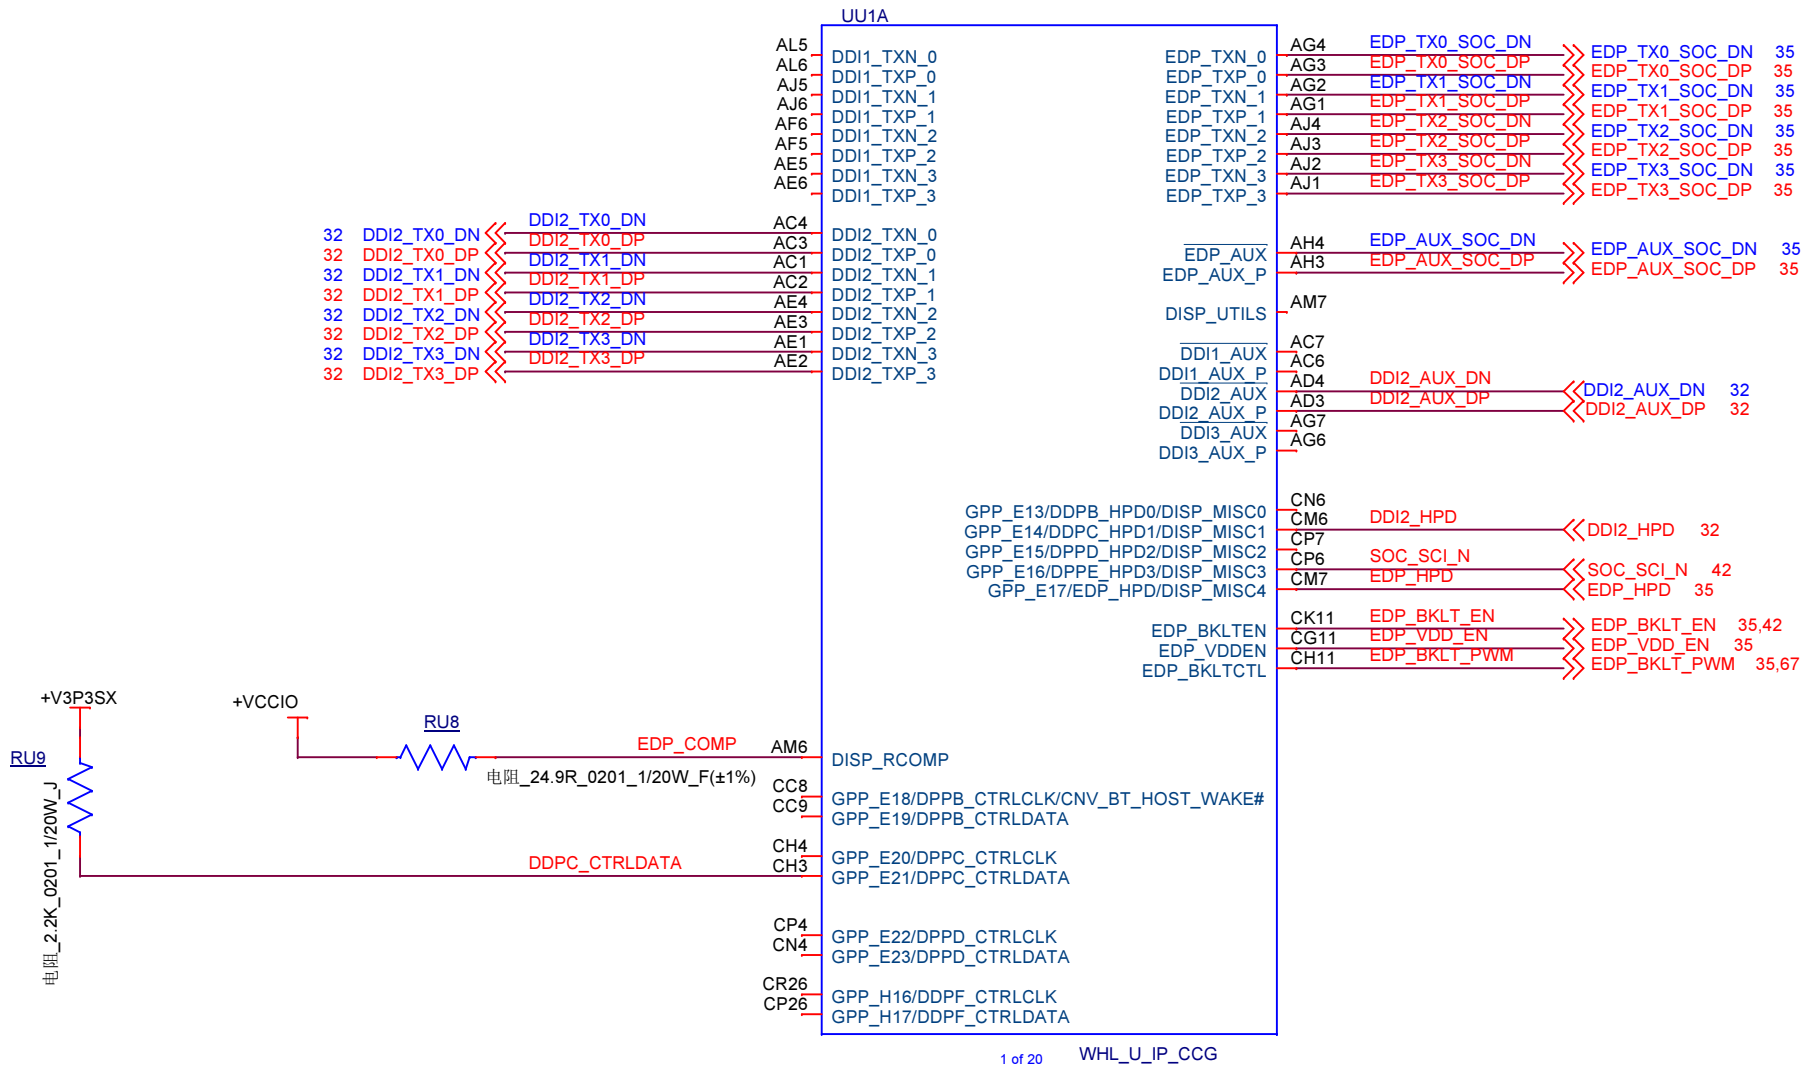 UU1A
AL5 DDI1_TXN_0
AL6 DDI1_TXP_0
AJ5 DDI1_TXN_1
AJ6 DDI1_TXP_1
AF6 DDI1_TXN_2
AF5 DDI1_TXP_2
AE5 DDI1_TXN_3
AE6 DDI1_TXP_3
32 DDI2_TX0_DN DDI2_TX0_DN AC4 DDI2_TXN_0
32 DDI2_TX0_DP DDI2_TX0_DP AC3 DDI2_TXP_0
32 DDI2_TX1_DN DDI2_TX1_DN AC1 DDI2_TXN_1
32 DDI2_TX1_DP DDI2_TX1_DP AC2 DDI2_TXP_1
32 DDI2_TX2_DN DDI2_TX2_DN AE4 DDI2_TXN_2
32 DDI2_TX2_DP DDI2_TX2_DP AE3 DDI2_TXP_2
32 DDI2_TX3_DN DDI2_TX3_DN AE1 DDI2_TXN_3
32 DDI2_TX3_DP DDI2_TX3_DP AE2 DDI2_TXP_3
EDP_TXN_0 AG4 EDP_TX0_SOC_DN EDP_TX0_SOC_DN 35
EDP_TXP_0 AG3 EDP_TX0_SOC_DP EDP_TX0_SOC_DP 35
EDP_TXN_1 AG2 EDP_TX1_SOC_DN EDP_TX1_SOC_DN 35
EDP_TXP_1 AG1 EDP_TX1_SOC_DP EDP_TX1_SOC_DP 35
EDP_TXN_2 AJ4 EDP_TX2_SOC_DN EDP_TX2_SOC_DN 35
EDP_TXP_2 AJ3 EDP_TX2_SOC_DP EDP_TX2_SOC_DP 35
EDP_TXN_3 AJ2 EDP_TX3_SOC_DN EDP_TX3_SOC_DN 35
EDP_TXP_3 AJ1 EDP_TX3_SOC_DP EDP_TX3_SOC_DP 35
EDP_AUX AH4 EDP_AUX_SOC_DN EDP_AUX_SOC_DN 35
EDP_AUX_P AH3 EDP_AUX_SOC_DP EDP_AUX_SOC_DP 35
DISP_UTILS AM7
DDI1_AUX AC7
DDI1_AUX_P AC6
DDI2_AUX AD4 DDI2_AUX_DN DDI2_AUX_DN 32
DDI2_AUX_P AD3 DDI2_AUX_DP DDI2_AUX_DP 32
DDI3_AUX AG7
DDI3_AUX_P AG6
GPP_E13/DDPB_HPD0/DISP_MISC0 CN6
GPP_E14/DDPC_HPD1/DISP_MISC1 CM6 DDI2_HPD DDI2_HPD 32
GPP_E15/DPPD_HPD2/DISP_MISC2 CP7
GPP_E16/DPPE_HPD3/DISP_MISC3 CP6 SOC_SCI_N SOC_SCI_N 42
GPP_E17/EDP_HPD/DISP_MISC4 CM7 EDP_HPD EDP_HPD 35
EDP_BKLTEN CK11 EDP_BKLT_EN EDP_BKLT_EN 35,42
EDP_VDDEN CG11 EDP_VDD_EN EDP_VDD_EN 35
EDP_BKLTCTL CH11 EDP_BKLT_PWM EDP_BKLT_PWM 35,67
+V3P3SX
+VCCIO
RU8
RU9
EDP_COMP AM6 DISP_RCOMP
电阻_24.9R_0201_1/20W_F(±1%)
电阻_2.2K_0201_1/20W_J
CC8 GPP_E18/DPPB_CTRLCLK/CNV_BT_HOST_WAKE#
CC9 GPP_E19/DPPB_CTRLDATA
CH4 GPP_E20/DPPC_CTRLCLK
DDPC_CTRLDATA CH3 GPP_E21/DPPC_CTRLDATA
CP4 GPP_E22/DPPD_CTRLCLK
CN4 GPP_E23/DPPD_CTRLDATA
CR26 GPP_H16/DDPF_CTRLCLK
CP26 GPP_H17/DDPF_CTRLDATA
1 of 20 WHL_U_IP_CCG